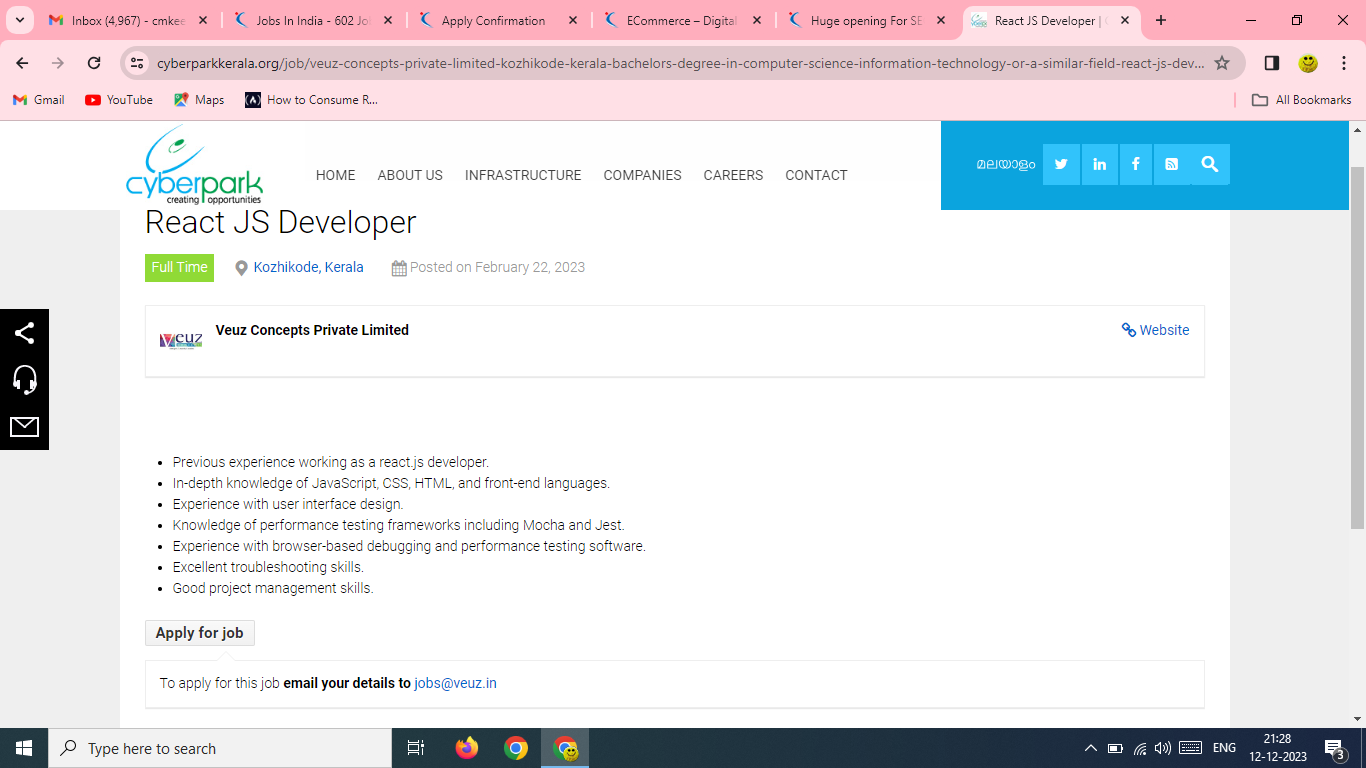 Inbox (4,967) - cmkee
Jobs In India - 602 Jo
Apply Confirmation
ECommerce – Digital
Huge opening For SE
React JS Developer |
cyberparkkerala.org/job/veuz-concepts-private-limited-kozhikode-kerala-bachelors-degree-in-computer-science-information-technology-or-a-similar-field-react-js-dev...
Gmail
YouTube
Maps
How to Consume R...
All Bookmarks
cyberpark
creating opportunities
HOME
ABOUT US
INFRASTRUCTURE
COMPANIES
CAREERS
CONTACT
മലയാളം
React JS Developer
Full Time
Kozhikode, Kerala
Posted on February 22, 2023
Veuz
Veuz Concepts Private Limited
Website
Previous experience working as a react.js developer.
In-depth knowledge of JavaScript, CSS, HTML, and front-end languages.
Experience with user interface design.
Knowledge of performance testing frameworks including Mocha and Jest.
Experience with browser-based debugging and performance testing software.
Excellent troubleshooting skills.
Good project management skills.
Apply for job
To apply for this job email your details to jobs@veuz.in
Type here to search
ENG
21:28
12-12-2023
3